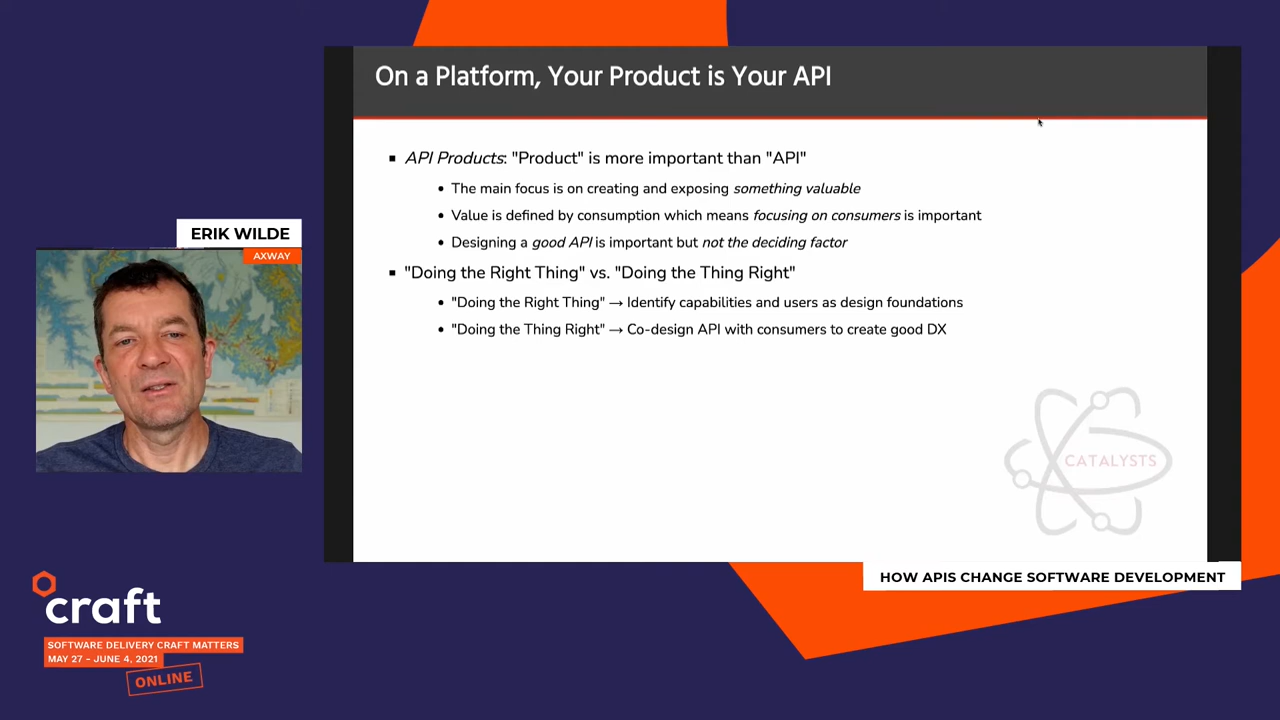 On a Platform, Your Product is Your API
API Products: "Product" is more important than "API"
The main focus is on creating and exposing something valuable
Value is defined by consumption which means focusing on consumers is important
Designing a good API is important but not the deciding factor
"Doing the Right Thing" vs. "Doing the Thing Right"
"Doing the Right Thing" → Identify capabilities and users as design foundations
"Doing the Thing Right" → Co-design API with consumers to create good DX
CATALYSTS
ERIK WILDE
AXWAY
HOW APIS CHANGE SOFTWARE DEVELOPMENT
craft
SOFTWARE DELIVERY CRAFT MATTERS
MAY 27 - JUNE 4, 2021
ONLINE